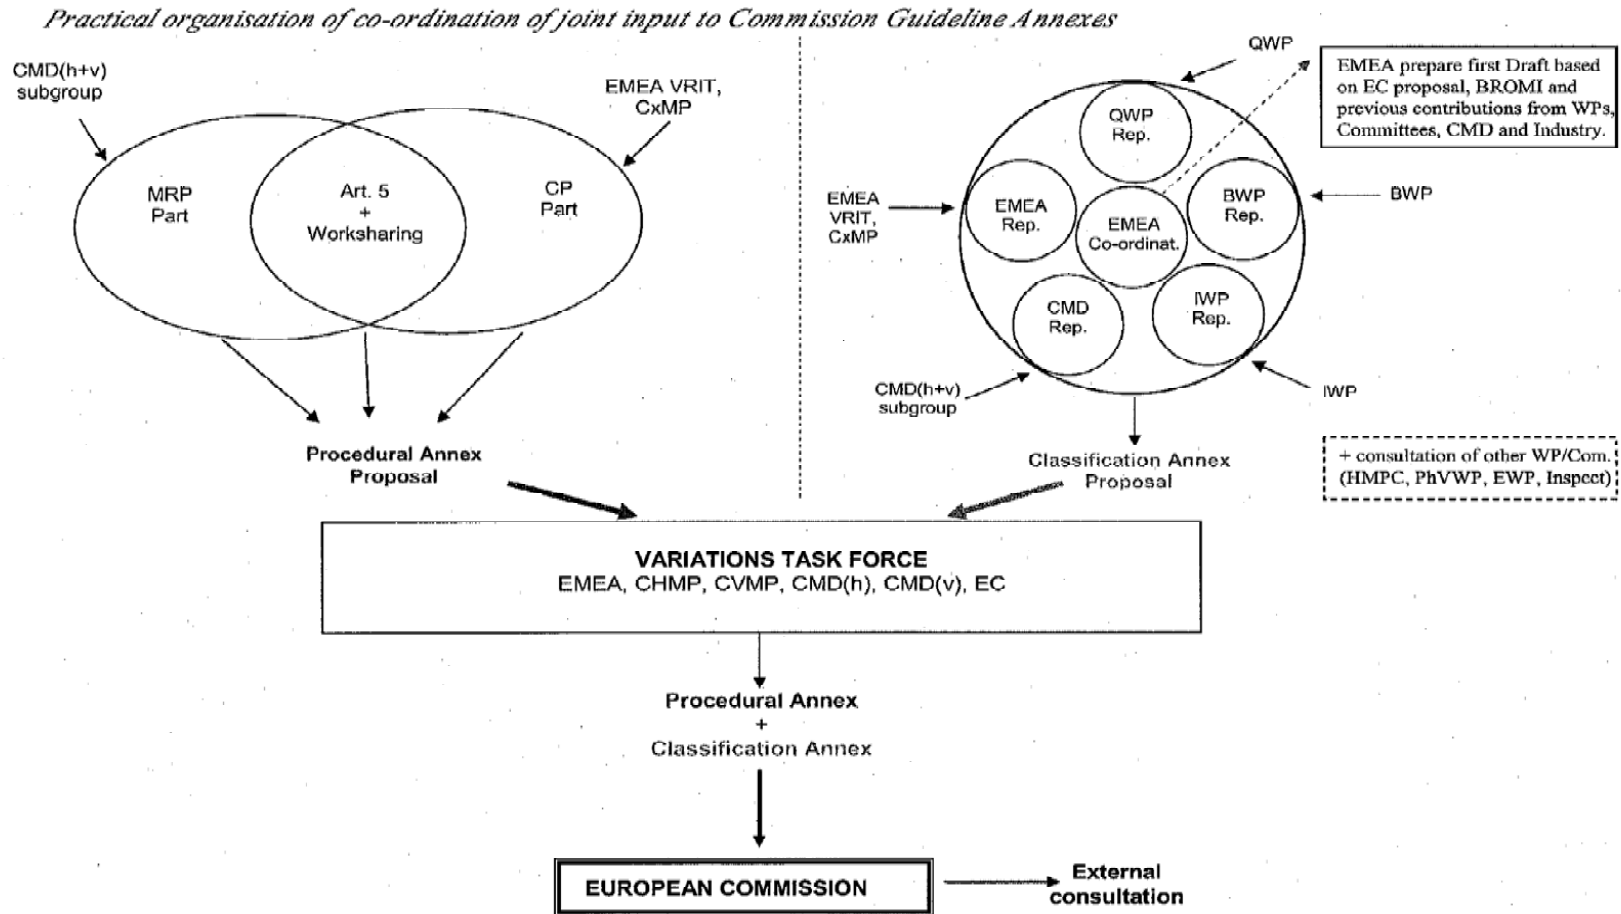 Practical organisation of co-ordination of joint input to Commission Guideline Annexes
CMD(h+v)
subgroup
EMEA VRIT,
CxMP
MRP
Part
Art. 5
+
Worksharing
CP
Part
Procedural Annex
Proposal
QWP
EMEA prepare first Draft based
on EC proposal, BROMI and
previous contributions from WPs,
Committees, CMD and Industry.
QWP
Rep.
EMEA
VRIT,
CxMP
EMEA
Rep.
EMEA
Co-ordinat.
BWP
Rep.
BWP
CMD
Rep.
IWP
Rep.
CMD(h+v)
subgroup
IWP
Classification Annex
Proposal
+ consultation of other WP/Com.
(HMPC, PhVWP, EWP, Inspect)
VARIATIONS TASK FORCE
EMEA, CHMP, CVMP, CMD(h), CMD(v), EC
Procedural Annex
+
Classification Annex
EUROPEAN COMMISSION
External
consultation